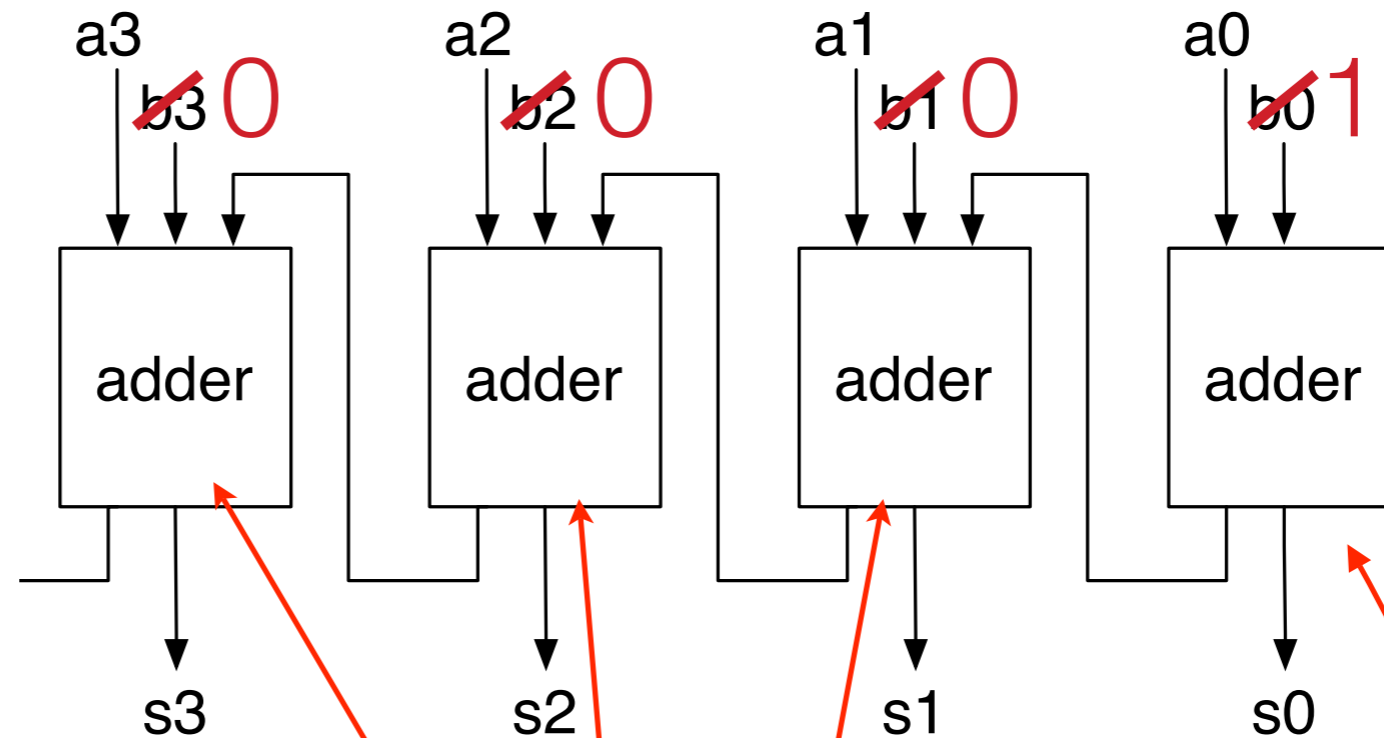 a3 a2 a1 a0
b3 0 b2 0 b1 0 b0 1
adder adder adder adder
s3 s2 s1 s0